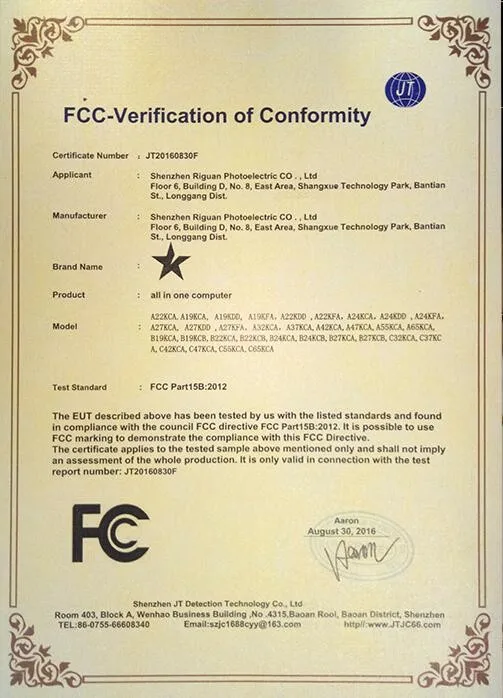 JT
FCC-Verification of Conformity
Certificate Number : JT20160830F
Applicant : Shenzhen Riguan Photoelectric CO . , Ltd
Floor 6, Building D, No. 8, East Area, Shangxue Technology Park, Bantian
St., Longgang Dist.
Manufacturer : Shenzhen Riguan Photoelectric CO . , Ltd
Floor 6, Building D, No. 8, East Area, Shangxue Technology Park, Bantian
St., Longgang Dist.
Brand Name :
Product : all in one computer
A22KCA, A19KCA, A19KDD, A19KFA, A22KDD ,A22KFA, A24KCA, A24KDD ,A24KFA,
Model : A27KCA, A27KDD ,A27KFA, A32KCA, A37KCA, A42KCA, A47KCA, A55KCA, A65KCA,
B19KCA, B19KCB, B22KCA, B22KCB, B24KCA, B24KCB, B27KCA, B27KCB, C32KCA, C37KC
A, C42KCA, C47KCA, C55KCA, C65KCA
Test Standard : FCC Part15B:2012
The EUT described above has been tested by us with the listed standards and found
in compliance with the council FCC directive FCC Part15B:2012. It is possible to use
FCC marking to demonstrate the compliance with this FCC Directive.
The certificate applies to the tested sample above mentioned only and shall not imply
an assessment of the whole production. It is only valid in connection with the test
report number: JT20160830F
FCC
Aaron
August 30, 2016
Aaron
Shenzhen JT Detection Technology Co., Ltd
Room 403, Block A, Wenhao Business Building ,No .4315,Baoan Rool, Baoan District, Shenzhen
TEL:86-0755-66608340 Email:szjc1688cyy@163.com http//:www.JTJC66.com